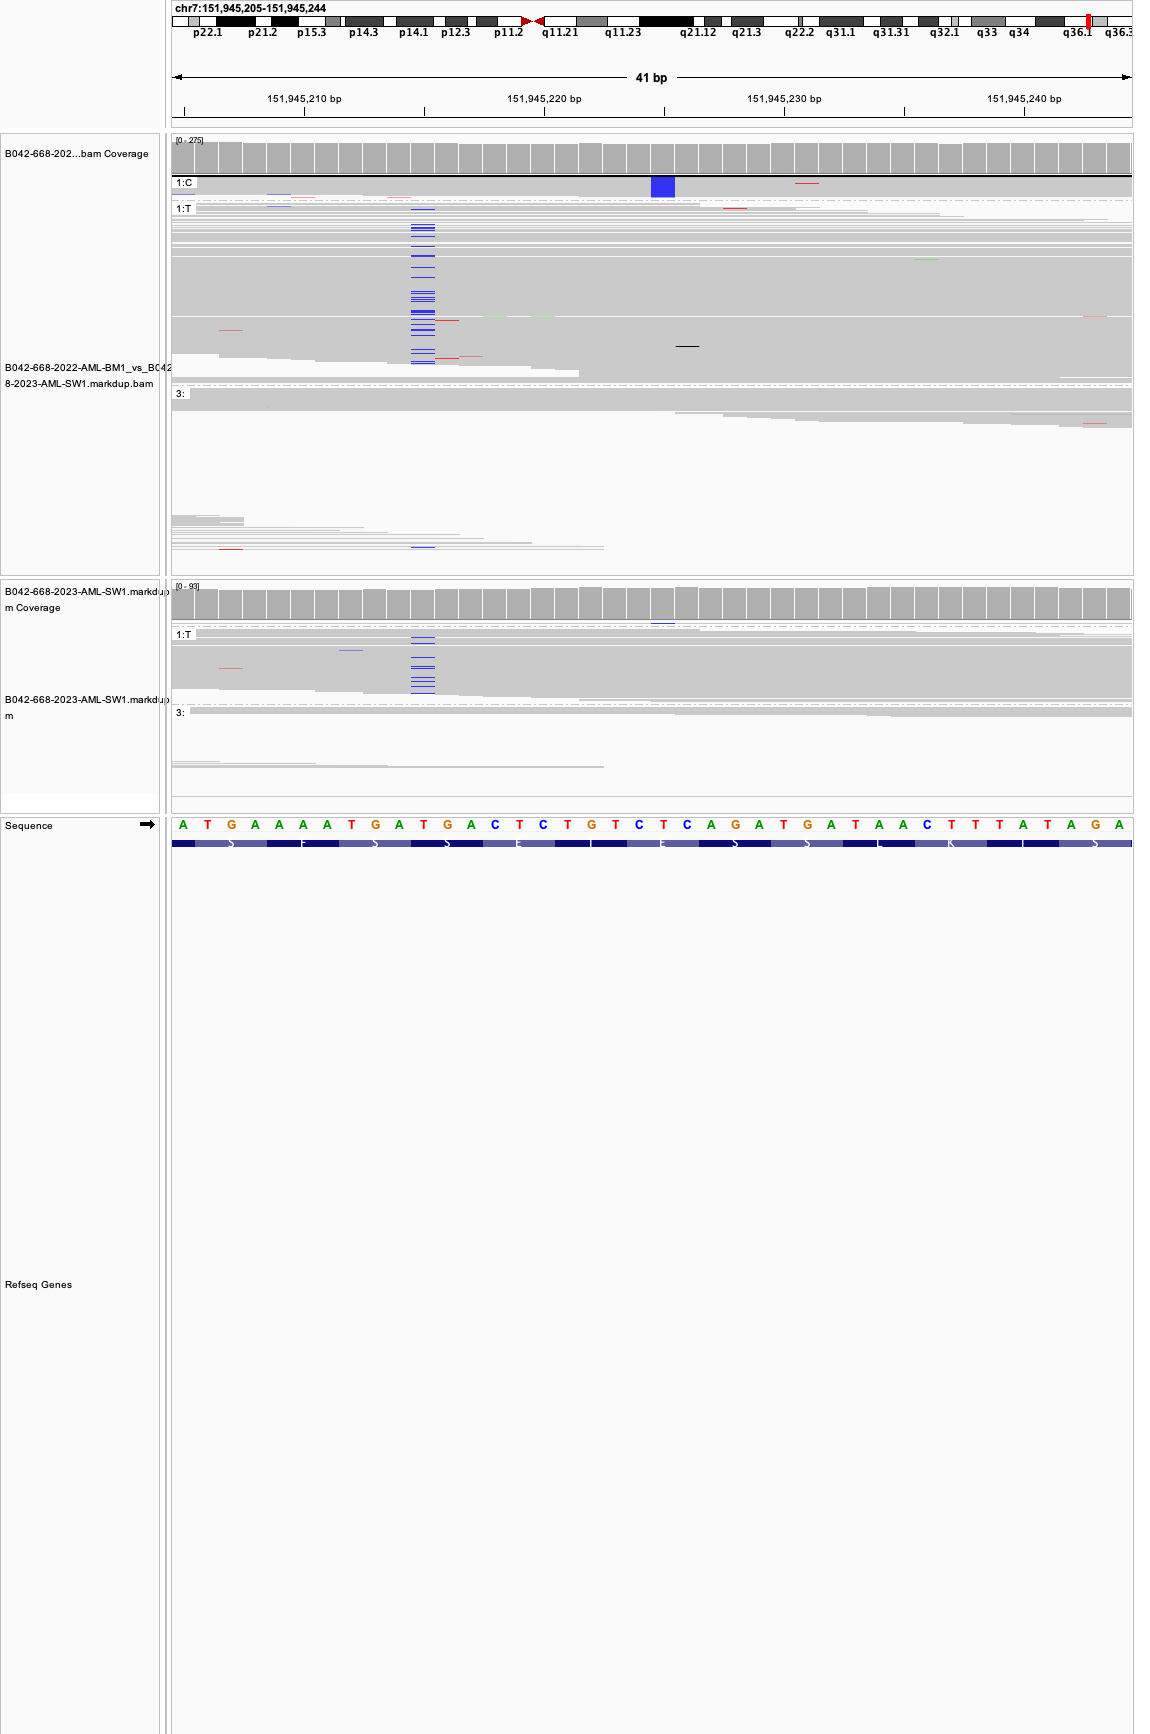 chr7:151,945,205-151,945,244
p22.1 p21.2 p15.3 p14.3 p14.1 p12.3 p11.2 q11.21 q11.23 q21.12 q21.3 q22.2 q31.1 q31.31 q32.1 q33 q34 q36.1 q36.3
41 bp
151,945,210 bp 151,945,220 bp 151,945,230 bp 151,945,240 bp
[0 - 275]
B042-668-202...bam Coverage
1:C
1:T
B042-668-2022-AML-BM1_vs_B042
8-2023-AML-SW1.markdup.bam
3:
[0 - 93]
B042-668-2023-AML-SW1.markdup
m Coverage
1:T
B042-668-2023-AML-SW1.markdup
m
3:
Sequence
A T G A A A A T G A T G A C T C T G T C T C A G A T G A T A A C T T T A T A G A
Refseq Genes